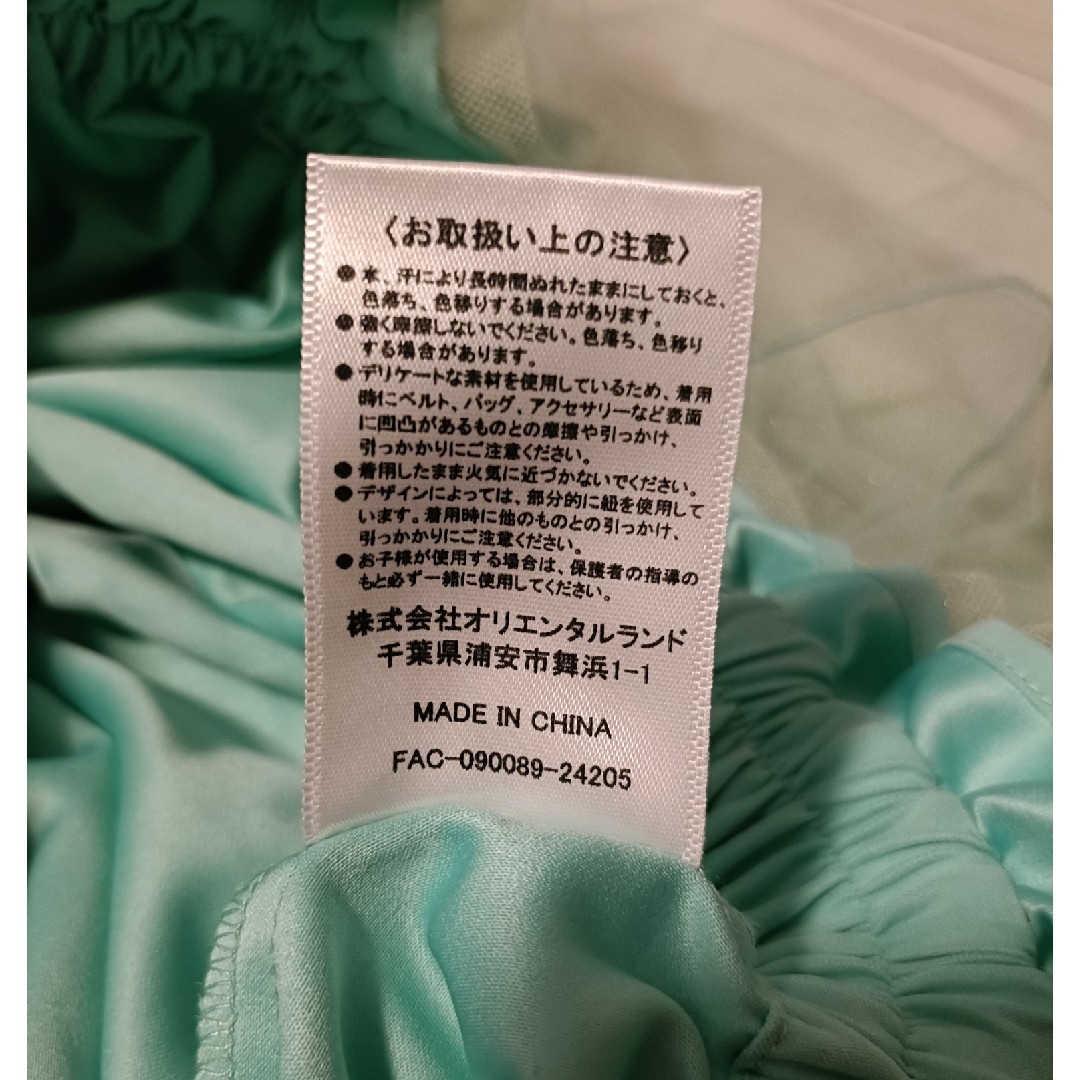 〈お取扱い上の注意〉
●水、汗により長時間ぬれたままにしておくと、
色落ち、色移りする場合があります。
●強く摩擦しないでください。色落ち、色移り
する場合があります。
●デリケートな素材を使用しているため、着用
時にベルト、バッグ、アクセサリーなど表面
に凹凸があるものとの摩擦や引っかけ、
引っかかりにご注意ください。
●着用したまま火気に近づかないでください。
●デザインによっては、部分的に紐を使用して
います。着用時に他のものとの引っかけ、
引っかかりにご注意ください。
●お子様が使用する場合は、保護者の指導の
もと必ず一緒に使用してください。
株式会社オリエンタルランド
千葉県浦安市舞浜1-1
MADE IN CHINA
FAC-090089-24205